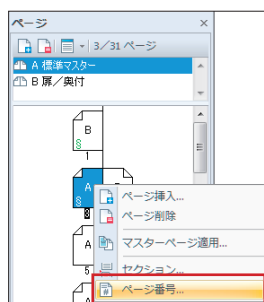 ページ
3/31 ページ
A 標準マスター
B 扉/奥付
B
§
1
A
§
3
ページ挿入...
ページ削除
A
マスターページ適用...
5
セクション...
ページ番号...
A